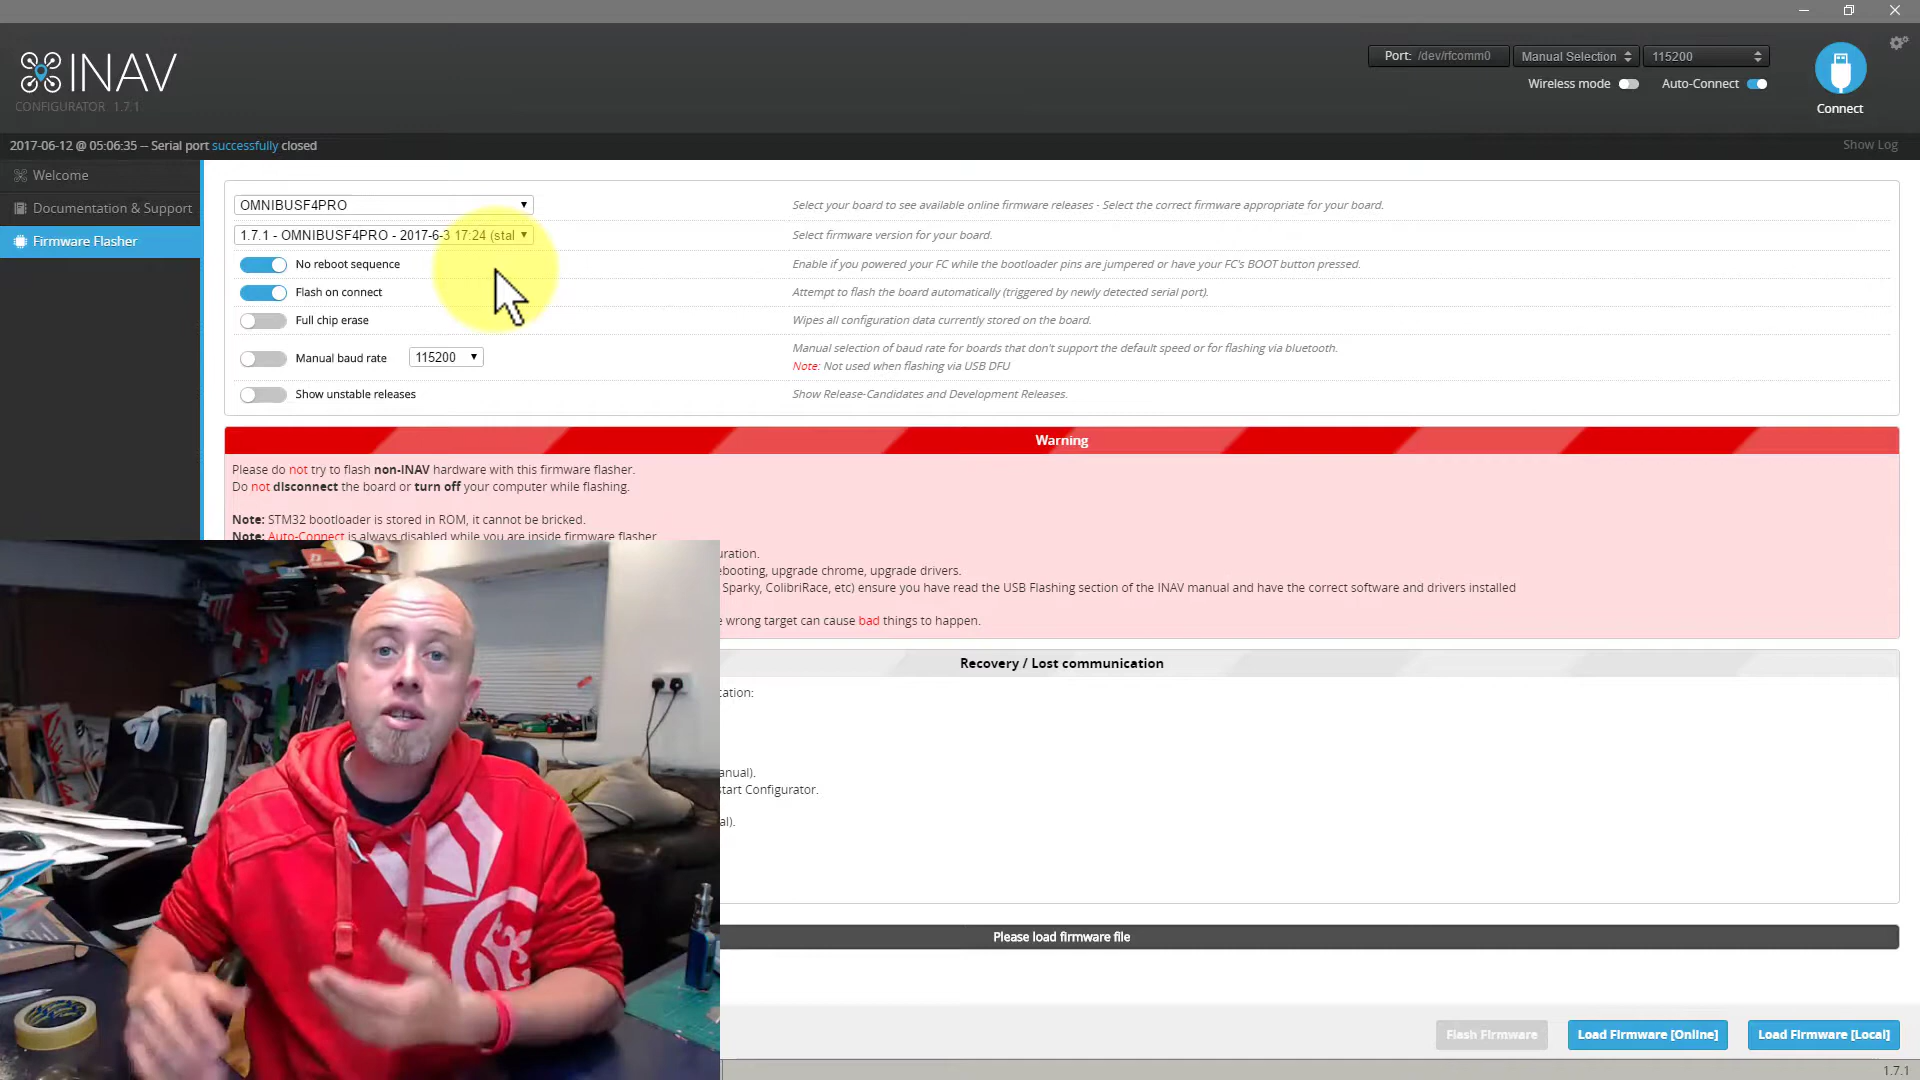 INAV
CONFIGURATOR 1.7.1
Port: /dev/rfcomm0 Manual Selection 115200
Wireless mode Auto-Connect
Connect
2017-06-12 @ 05:06:35 -- Serial port successfully closed
Show Log
Welcome
Documentation & Support
Firmware Flasher
OMNIBUSF4PRO Select your board to see available online firmware releases - Select the correct firmware appropriate for your board.
1.7.1 - OMNIBUSF4PRO - 2017-6-3 17:24 (stal Select firmware version for your board.
No reboot sequence Enable if you powered your FC while the bootloader pins are jumpered or have your FC's BOOT button pressed.
Flash on connect Attempt to flash the board automatically (triggered by newly detected serial port).
Full chip erase Wipes all configuration data currently stored on the board.
Manual baud rate 115200 Manual selection of baud rate for boards that don't support the default speed or for flashing via bluetooth.
Note: Not used when flashing via USB DFU
Show unstable releases Show Release-Candidates and Development Releases.
Warning
Please do not try to flash non-INAV hardware with this firmware flasher.
Do not disconnect the board or turn off your computer while flashing.
Note: STM32 bootloader is stored in ROM, it cannot be bricked.
Note: Auto-Connect is always disabled while you are inside firmware flasher
uration.
ebooting, upgrade chrome, upgrade drivers.
Sparky, ColibriRace, etc) ensure you have read the USB Flashing section of the INAV manual and have the correct software and drivers installed
e wrong target can cause bad things to happen.
Recovery / Lost communication
cation:
anual).
start Configurator.
al).
Please load firmware file
Flash Firmware Load Firmware [Online] Load Firmware [Local]
1.7.1